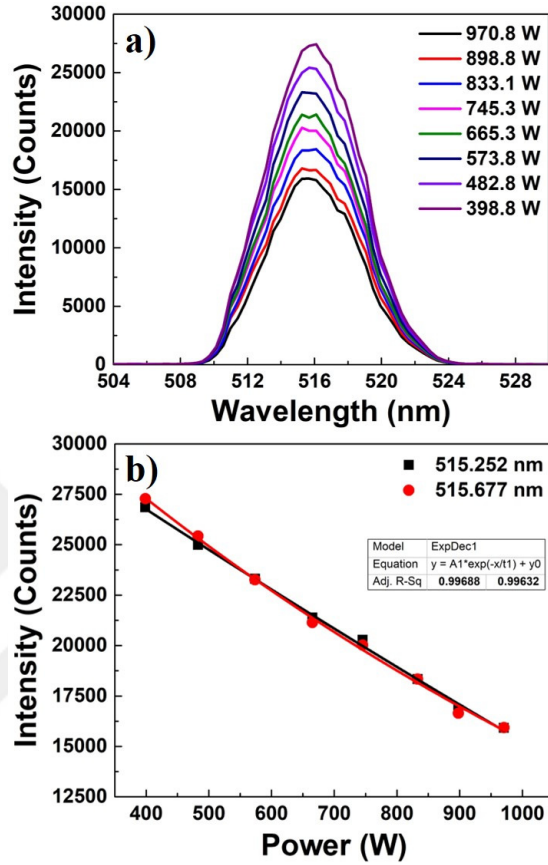 a)
970.8 W
898.8 W
833.1 W
745.3 W
665.3 W
573.8 W
482.8 W
398.8 W
Intensity (Counts)
30000
25000
20000
15000
10000
5000
0
504 508 512 516 520 524 528
Wavelength (nm)
b)
515.252 nm
515.677 nm
Model ExpDec1
Equation y = A1*exp(-x/t1) + y0
Adj. R-Sq 0.99688 0.99632
Intensity (Counts)
30000
27500
25000
22500
20000
17500
15000
12500
400 500 600 700 800 900 1000
Power (W)